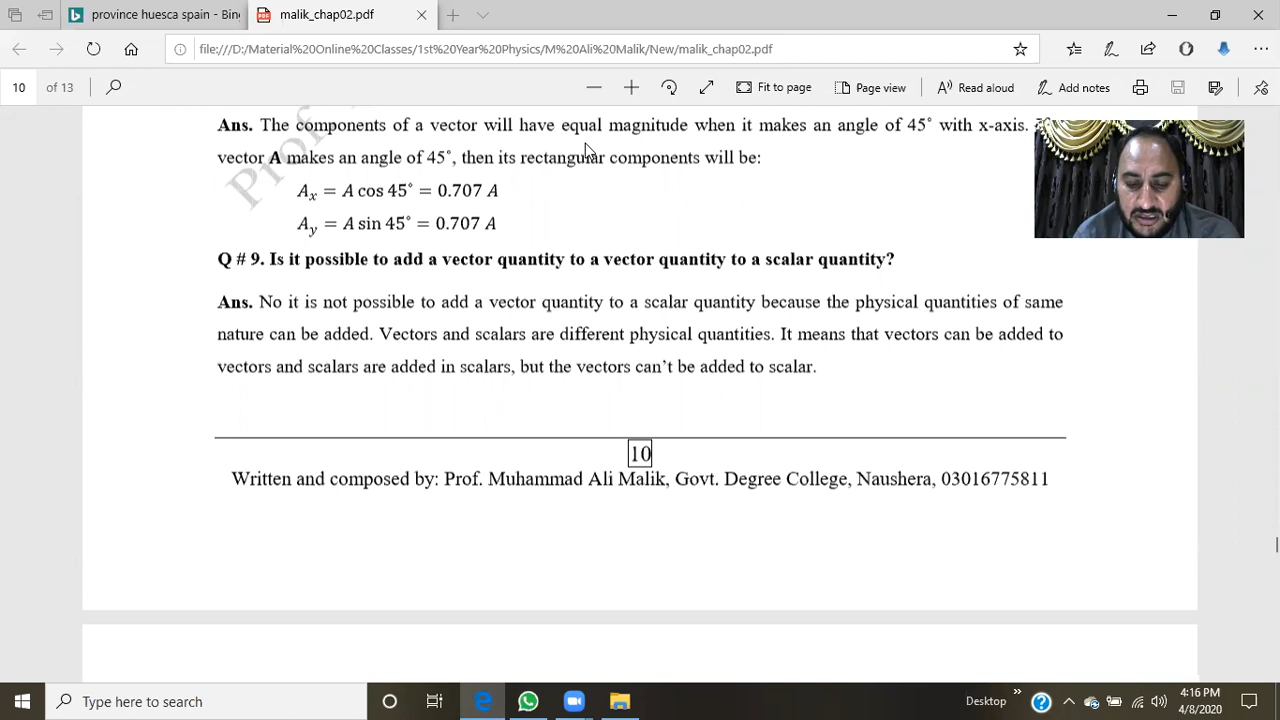 province huesca spain - Bin
malik_chap02.pdf
file:///D:/Material%20Online%20Classes/1st%20Year%20Physics/M%20Ali%20Malik/New/malik_chap02.pdf
10 of 13
Fit to page
Page view
Read aloud
Add notes
Prof.
Ans. The components of a vector will have equal magnitude when it makes an angle of 45° with x-axis.
vector A makes an angle of 45°, then its rectangular components will be:
Aₓ = A cos 45° = 0.707 A
A_y = A sin 45° = 0.707 A
Q # 9. Is it possible to add a vector quantity to a vector quantity to a scalar quantity?
Ans. No it is not possible to add a vector quantity to a scalar quantity because the physical quantities of same
nature can be added. Vectors and scalars are different physical quantities. It means that vectors can be added to
vectors and scalars are added in scalars, but the vectors can't be added to scalar.
10
Written and composed by: Prof. Muhammad Ali Malik, Govt. Degree College, Naushera, 03016775811
Type here to search
Desktop
4:16 PM
4/8/2020